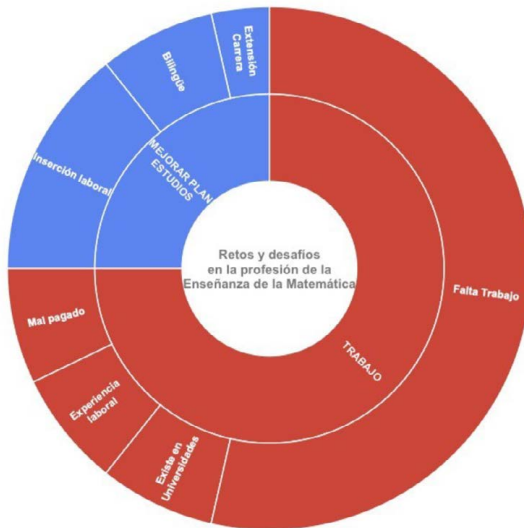 Retos y desafíos
en la profesión de la
Enseñanza de la Matemática
MEJORAR PLAN
ESTUDIOS
Inserción laboral
Bilingüe
Extensión
Carrera
TRABAJO
Falta Trabajo
Existe en
Universidades
Experiencia
laboral
Mal pagado